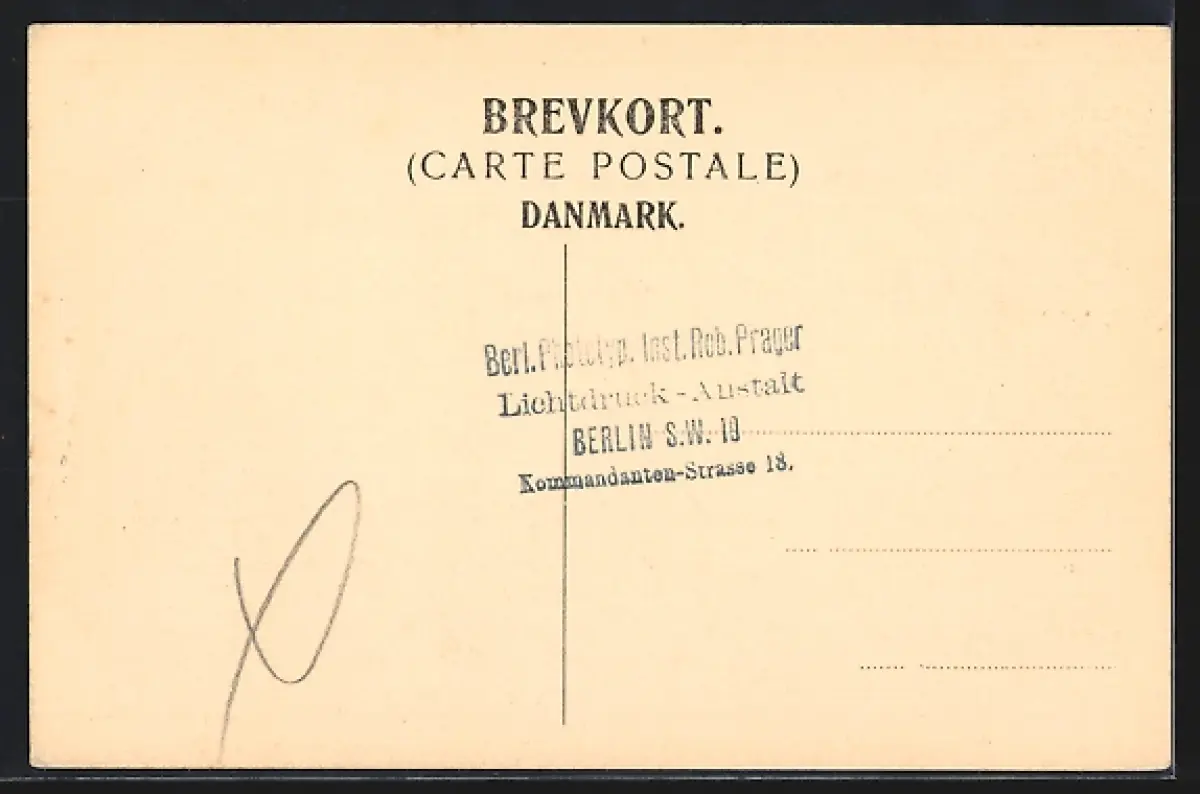 BREVKORT.
(CARTE POSTALE)
DANMARK.
Berl. Phototyp. Inst. Rob. Prager
Lichtdruck-Anstalt
BERLIN S.W. 19
Kommandanten-Strasse 18.